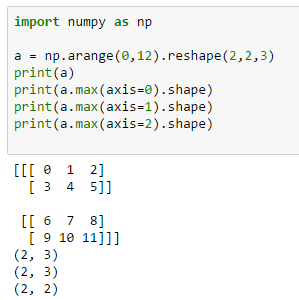 import numpy as np

a = np.arange(0,12).reshape(2,2,3)
print(a)
print(a.max(axis=0).shape)
print(a.max(axis=1).shape)
print(a.max(axis=2).shape)

[[[ 0  1  2]
  [ 3  4  5]]

 [[ 6  7  8]
  [ 9 10 11]]]
(2, 3)
(2, 3)
(2, 2)